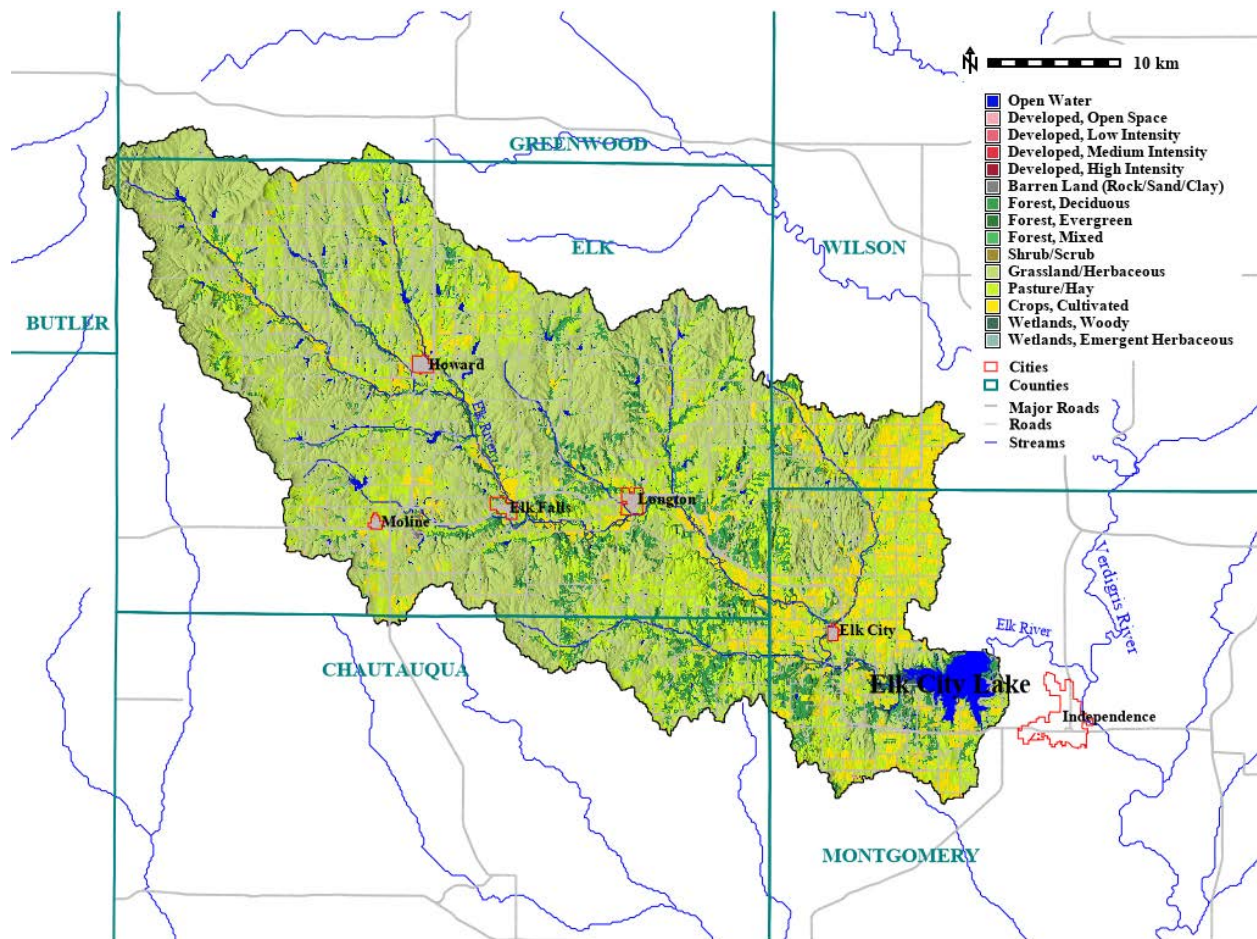 N
10 km
Open Water
Developed, Open Space
Developed, Low Intensity
Developed, Medium Intensity
Developed, High Intensity
Barren Land (Rock/Sand/Clay)
Forest, Deciduous
Forest, Evergreen
Forest, Mixed
Shrub/Scrub
Grassland/Herbaceous
Pasture/Hay
Crops, Cultivated
Wetlands, Woody
Wetlands, Emergent Herbaceous
Cities
Counties
Major Roads
Roads
Streams
GREENWOOD
ELK
WILSON
BUTLER
Howard
Elk River
Elk Falls
Longton
Moline
Verdigris River
Elk City
Elk River
CHAUTAUQUA
Elk City Lake
Independence
MONTGOMERY